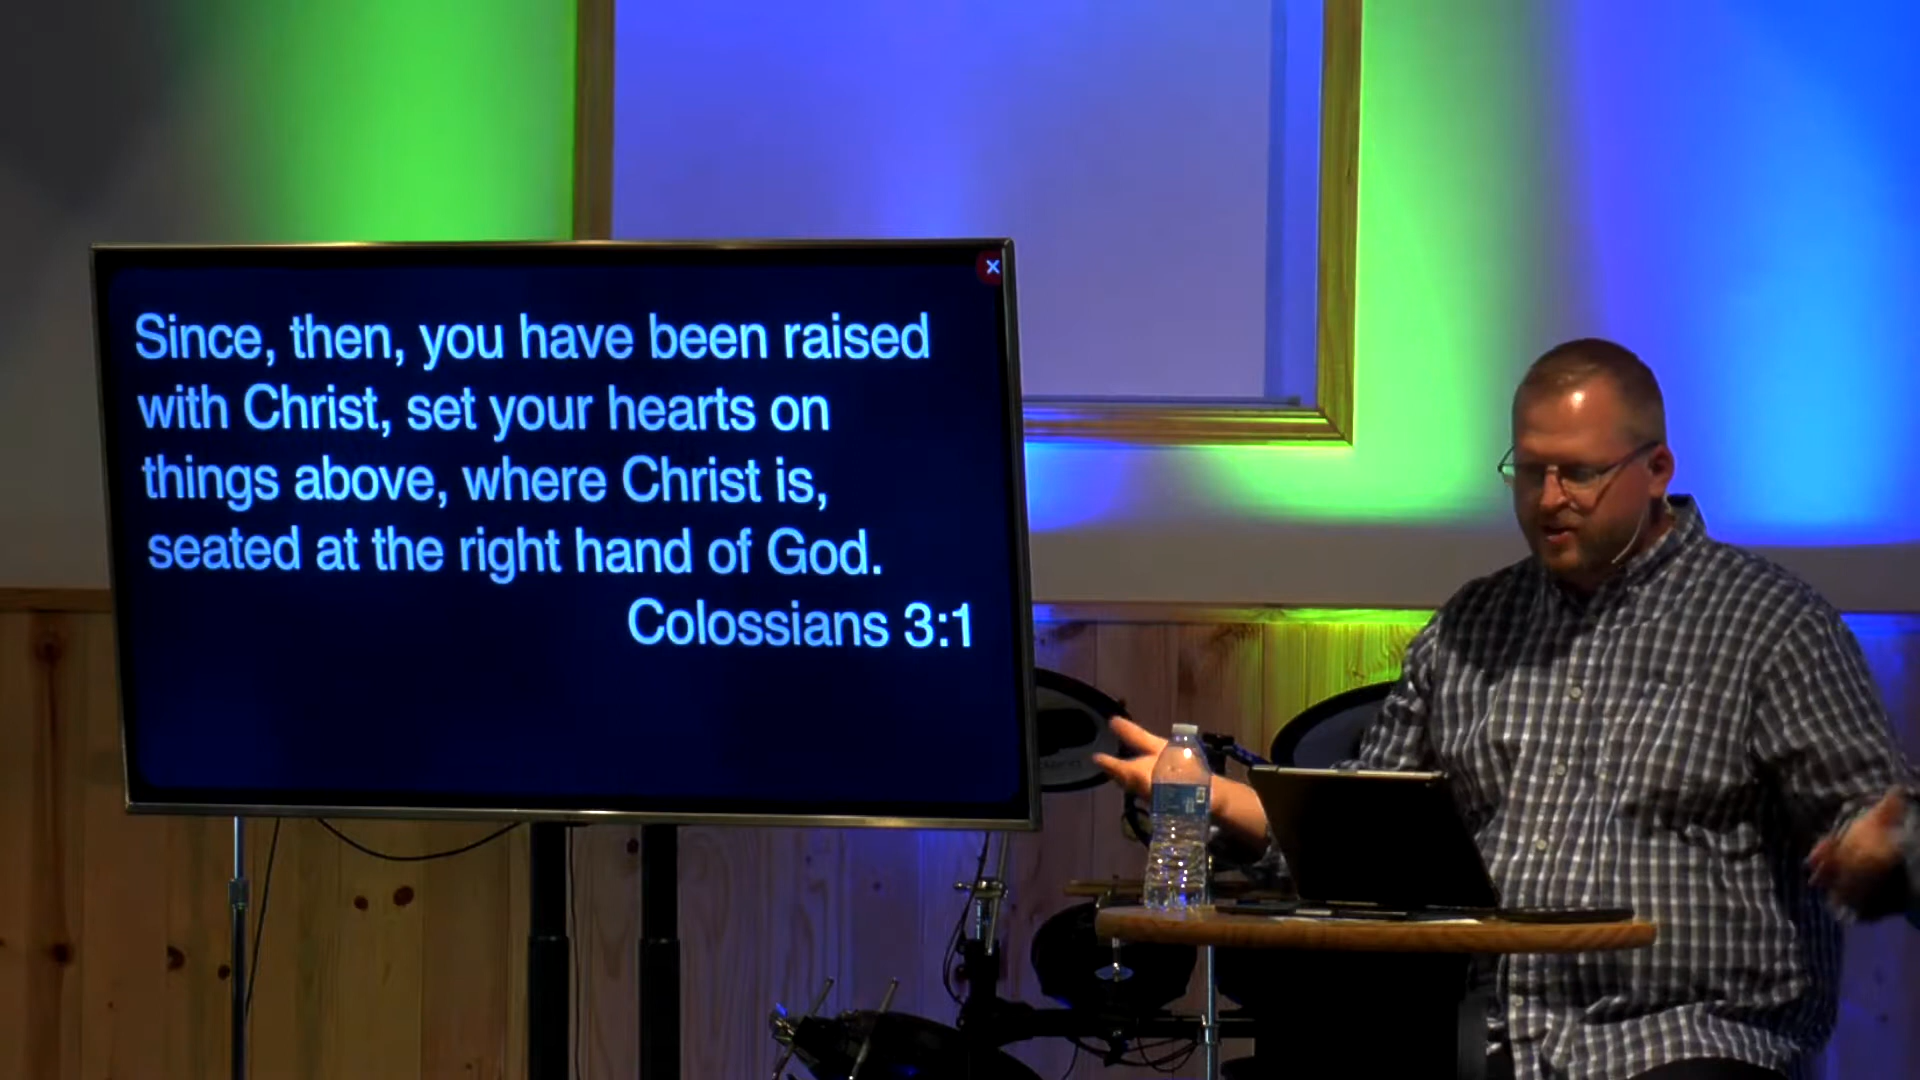 Since, then, you have been raised
with Christ, set your hearts on
things above, where Christ is,
seated at the right hand of God.
Colossians 3:1